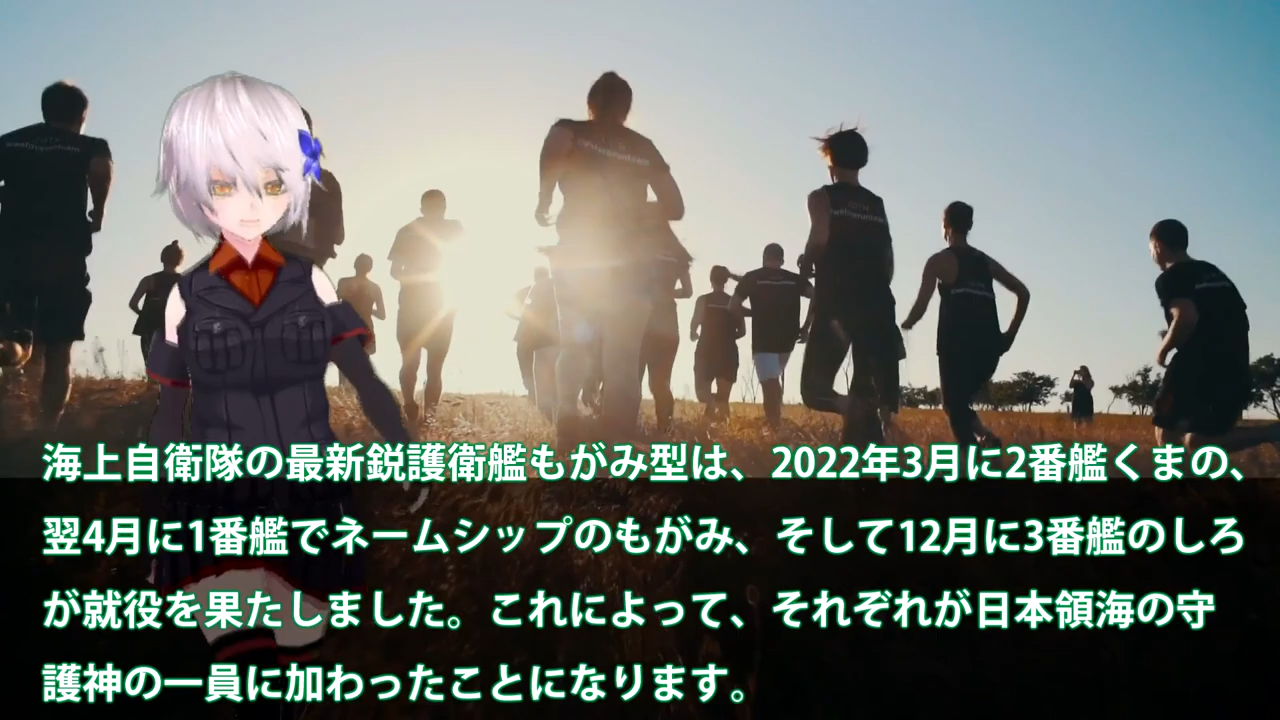 海上自衛隊の最新鋭護衛艦もがみ型は、2022年3月に2番艦くまの、
翌4月に1番艦でネームシップのもがみ、そして12月に3番艦のしろ
が就役を果たしました。これによって、それぞれが日本領海の守
護神の一員に加わったことになります。